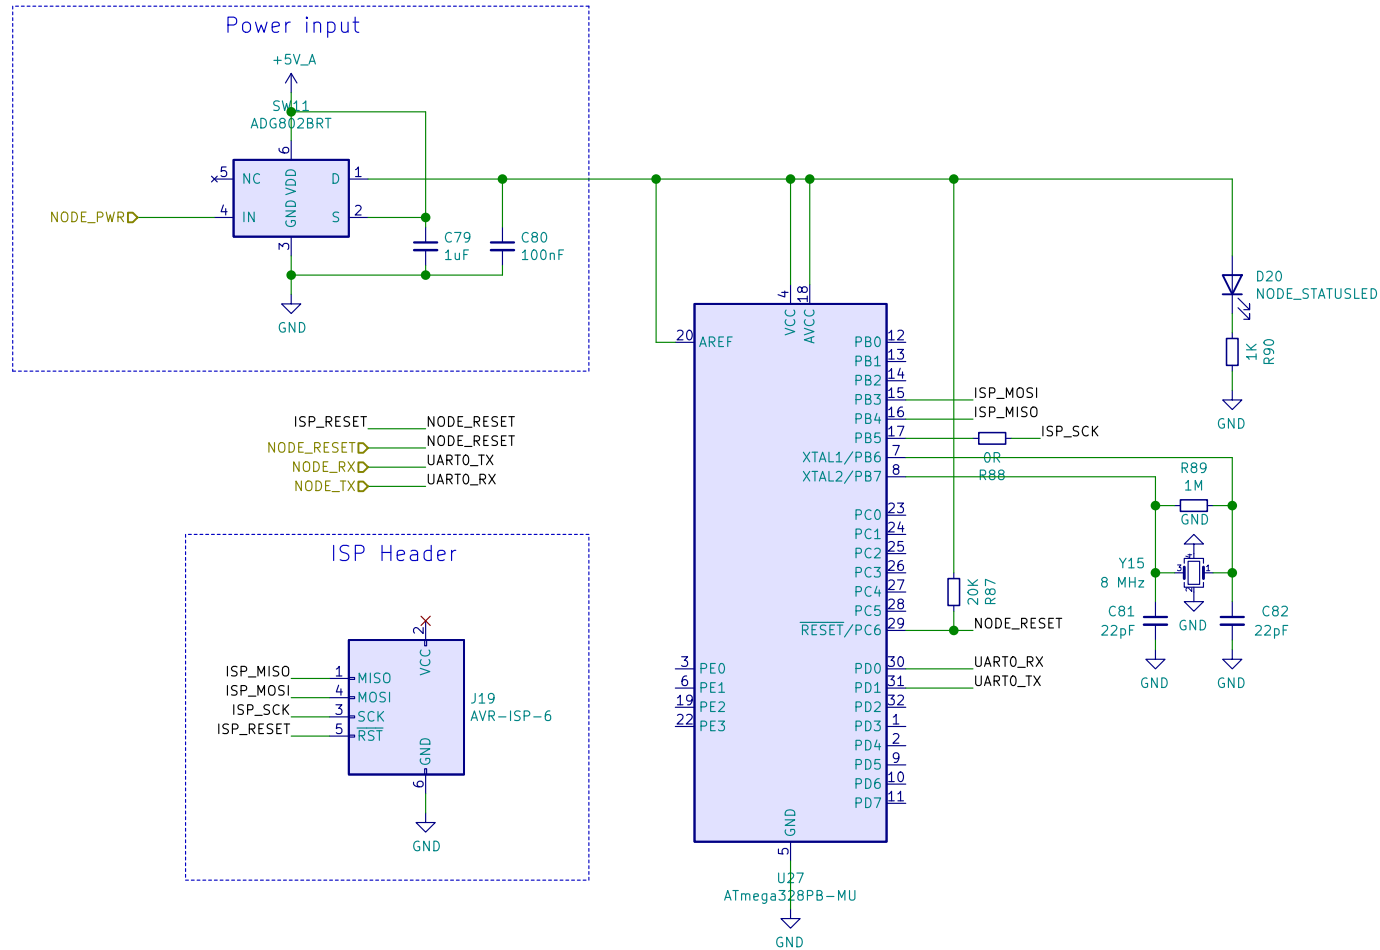 Power input
+5V_A
SW11
ADG802BRT
6
5 NC VDD D 1
NODE_PWR 4 IN GND S 2
3
C79
1uF
C80
100nF
GND
D20
NODE_STATUSLED
1K
R90
GND
ISP_RESET NODE_RESET
NODE_RESET NODE_RESET
NODE_RX UART0_TX
NODE_TX UART0_RX
ISP Header
2
VCC
ISP_MISO 1 MISO
ISP_MOSI 4 MOSI
ISP_SCK 3 SCK
ISP_RESET 5 RST
GND
6
J19
AVR-ISP-6
GND
4 18
VCC AVCC
20 AREF
3 PE0
6 PE1
19 PE2
22 PE3
PB0 12
PB1 13
PB2 14
PB3 15 ISP_MOSI
PB4 16 ISP_MISO
PB5 17 ISP_SCK
XTAL1/PB6 7 0R
XTAL2/PB7 8 R88
PC0 23
PC1 24
PC2 25
PC3 26
PC4 27
PC5 28
RESET/PC6 29 NODE_RESET
20K
R87
PD0 30 UART0_RX
PD1 31 UART0_TX
PD2 32
PD3 1
PD4 2
PD5 9
PD6 10
PD7 11
GND
5
U27
ATmega328PB-MU
GND
R89
1M
GND
Y15
8 MHz
4
3 1
2
GND
C81
22pF
C82
22pF
GND
GND